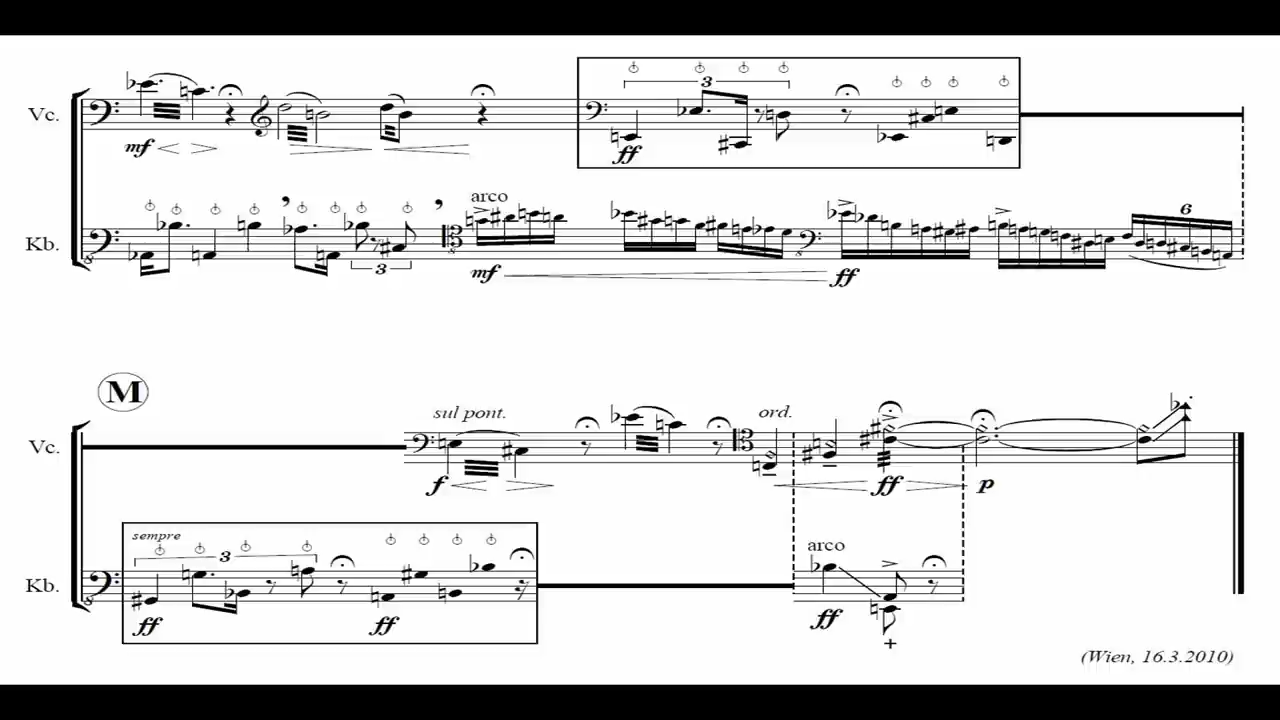 Vc.
3
mf
ff
Kb.
arco
3
6
mf
ff
M
sul pont.
ord.
Vc.
f
ff
p
sempre
3
arco
Kb.
ff
ff
ff
(Wien, 16.3.2010)